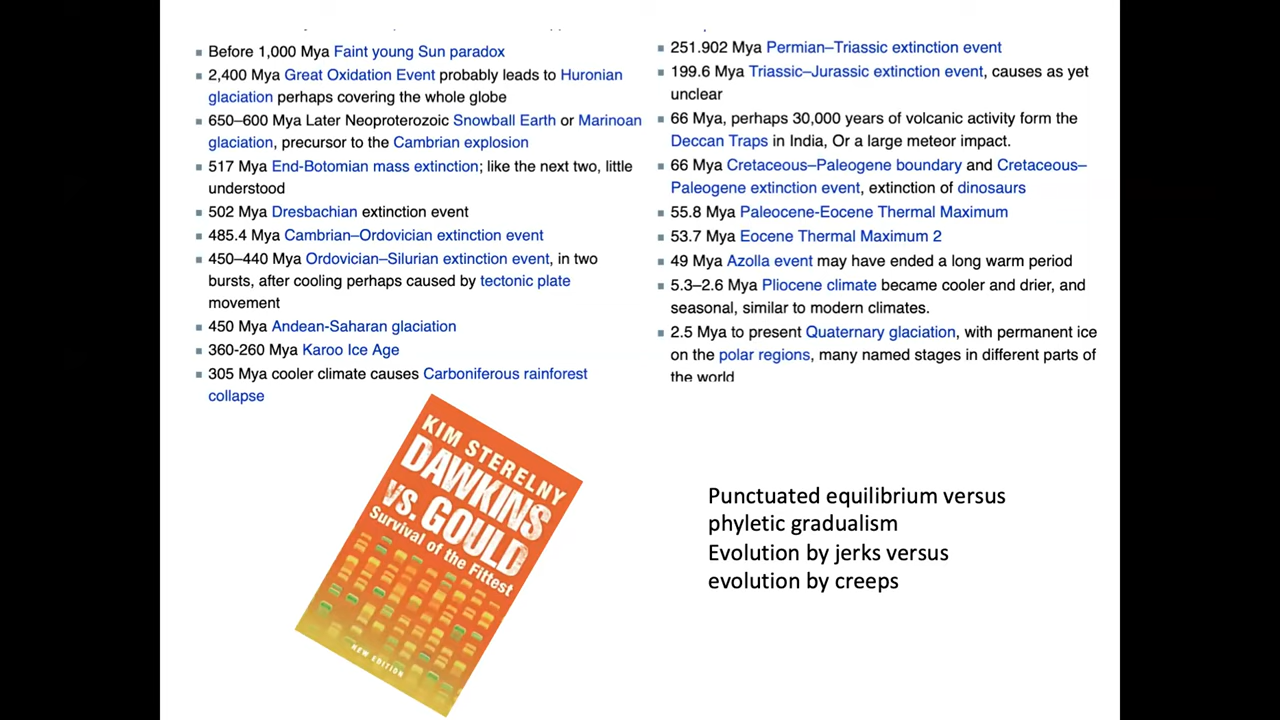 Before 1,000 Mya Faint young Sun paradox
2,400 Mya Great Oxidation Event probably leads to Huronian
glaciation perhaps covering the whole globe
650–600 Mya Later Neoproterozoic Snowball Earth or Marinoan
glaciation, precursor to the Cambrian explosion
517 Mya End-Botomian mass extinction; like the next two, little
understood
502 Mya Dresbachian extinction event
485.4 Mya Cambrian–Ordovician extinction event
450–440 Mya Ordovician–Silurian extinction event, in two
bursts, after cooling perhaps caused by tectonic plate
movement
450 Mya Andean-Saharan glaciation
360-260 Mya Karoo Ice Age
305 Mya cooler climate causes Carboniferous rainforest
collapse
251.902 Mya Permian–Triassic extinction event
199.6 Mya Triassic–Jurassic extinction event, causes as yet
unclear
66 Mya, perhaps 30,000 years of volcanic activity form the
Deccan Traps in India, Or a large meteor impact.
66 Mya Cretaceous–Paleogene boundary and Cretaceous–
Paleogene extinction event, extinction of dinosaurs
55.8 Mya Paleocene-Eocene Thermal Maximum
53.7 Mya Eocene Thermal Maximum 2
49 Mya Azolla event may have ended a long warm period
5.3–2.6 Mya Pliocene climate became cooler and drier, and
seasonal, similar to modern climates.
2.5 Mya to present Quaternary glaciation, with permanent ice
on the polar regions, many named stages in different parts of
the world
KIM STERELNY
DAWKINS
VS. GOULD
Survival of the Fittest
NEW EDITION
Punctuated equilibrium versus
phyletic gradualism
Evolution by jerks versus
evolution by creeps